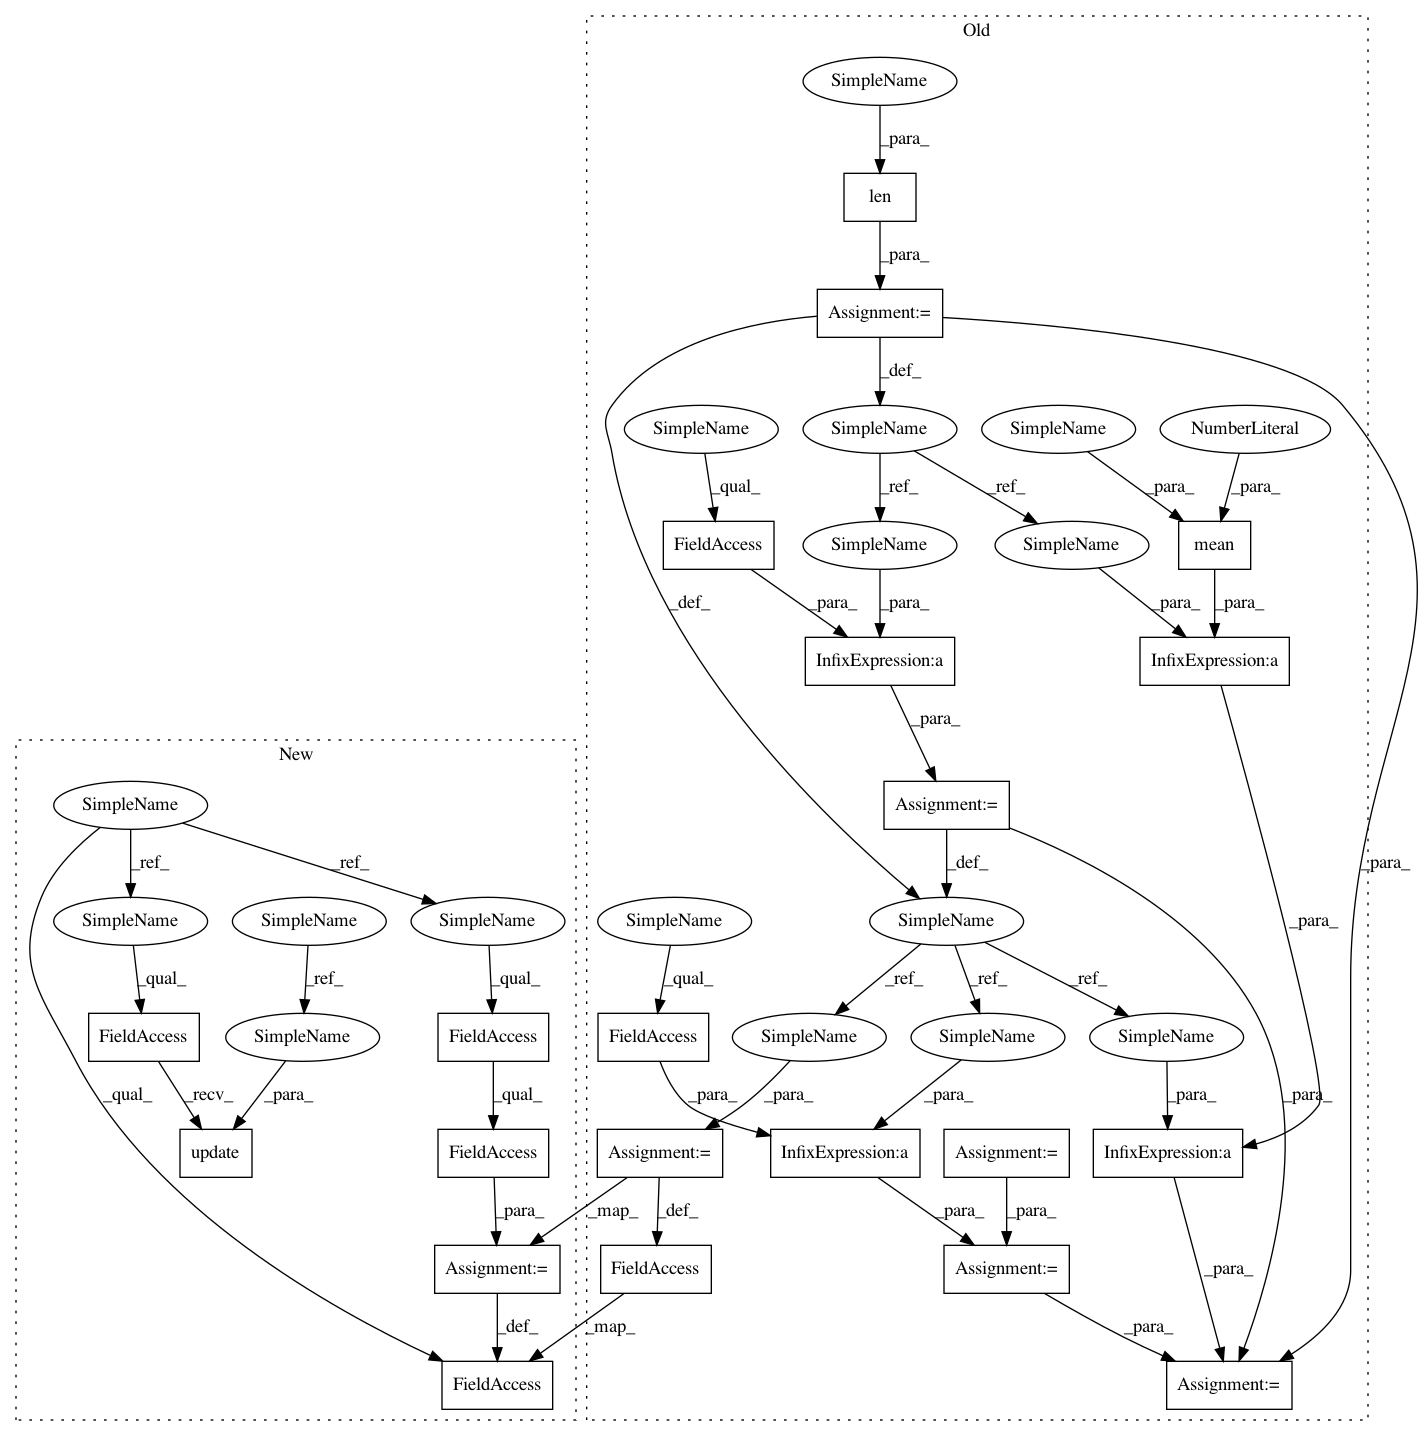 Old
SimpleName
_para_
len
_para_
Assignment:=
_def_
SimpleName
SimpleName
SimpleName
NumberLiteral
_qual_
_ref_
_ref_
_para_
_para_
FieldAccess
SimpleName
SimpleName
mean
_def_
_para_
_para_
_para_
_para_
InfixExpression:a
InfixExpression:a
_para_
New
Assignment:=
SimpleName
_ref_
_ref_
_def_
_para_
SimpleName
SimpleName
SimpleName
SimpleName
SimpleName
_para_
_qual_
_ref_
_qual_
_qual_
_ref_
_ref_
_ref_
FieldAccess
SimpleName
FieldAccess
FieldAccess
SimpleName
SimpleName
SimpleName
_qual_
_recv_
_para_
_qual_
_para_
_para_
_para_
_para_
_para_
update
FieldAccess
Assignment:=
InfixExpression:a
Assignment:=
InfixExpression:a
_para_
_map_
_def_
_para_
_para_
_para_
Assignment:=
FieldAccess
Assignment:=
_def_
_map_
_para_
FieldAccess
Assignment:=